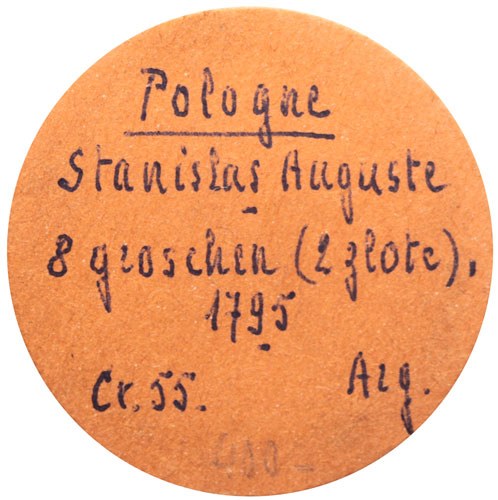 Pologne
Stanislas Auguste
8 groschen (2 zlote),
1795
Cr. 55. Arg.